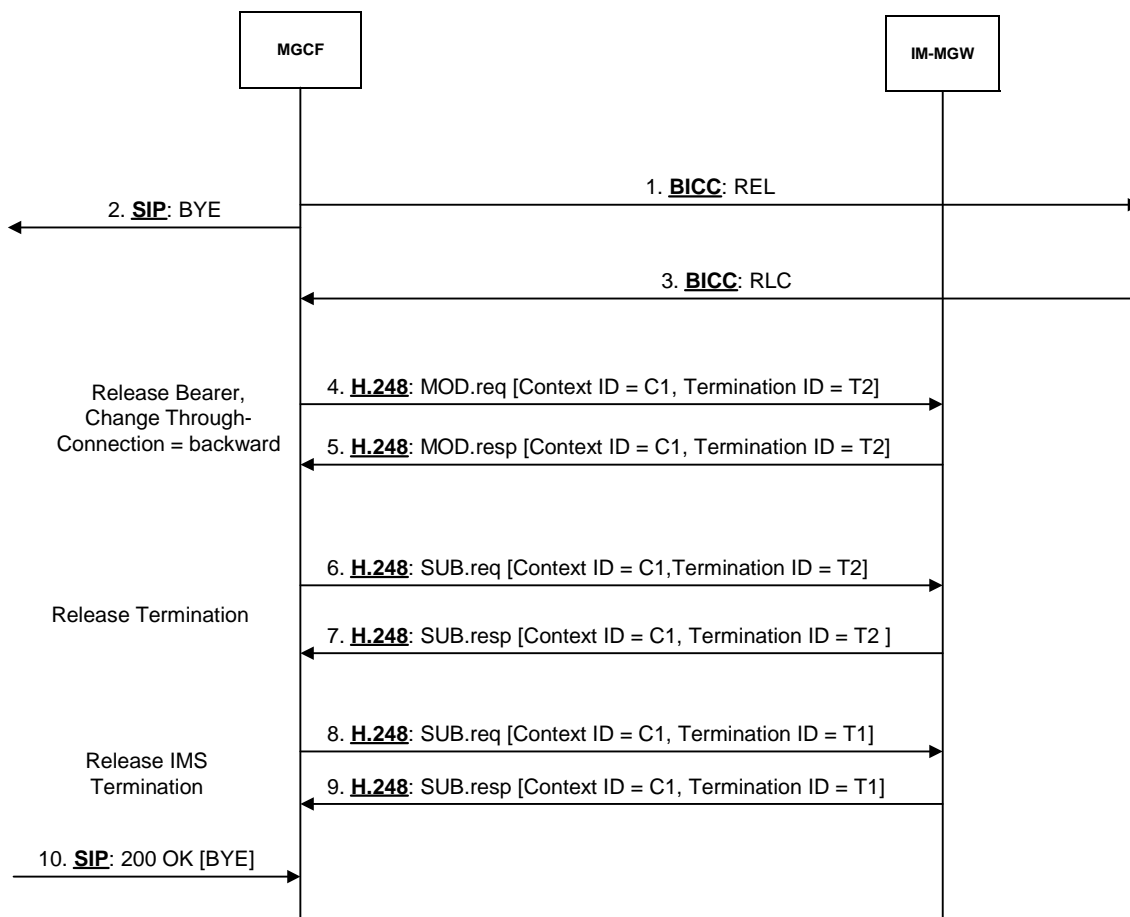 MGCF
IM-MGW
1. BICC: REL
2. SIP: BYE
3. BICC: RLC
Release Bearer,
Change Through-
Connection = backward
4. H.248: MOD.req [Context ID = C1, Termination ID = T2]
5. H.248: MOD.resp [Context ID = C1, Termination ID = T2]
6. H.248: SUB.req [Context ID = C1,Termination ID = T2]
Release Termination
7. H.248: SUB.resp [Context ID = C1, Termination ID = T2 ]
8. H.248: SUB.req [Context ID = C1, Termination ID = T1]
Release IMS
Termination
9. H.248: SUB.resp [Context ID = C1, Termination ID = T1]
10. SIP: 200 OK [BYE]